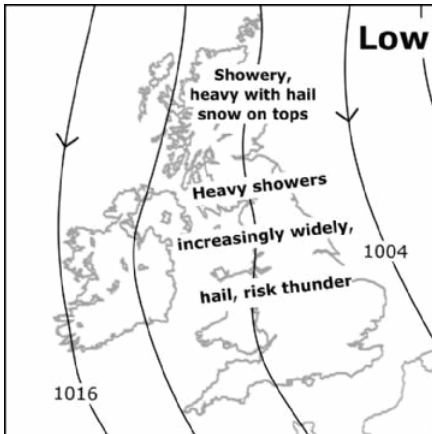 Low
Showery,
heavy with hail
snow on tops
Heavy showers
increasingly widely,
1004
hail, risk thunder
1016